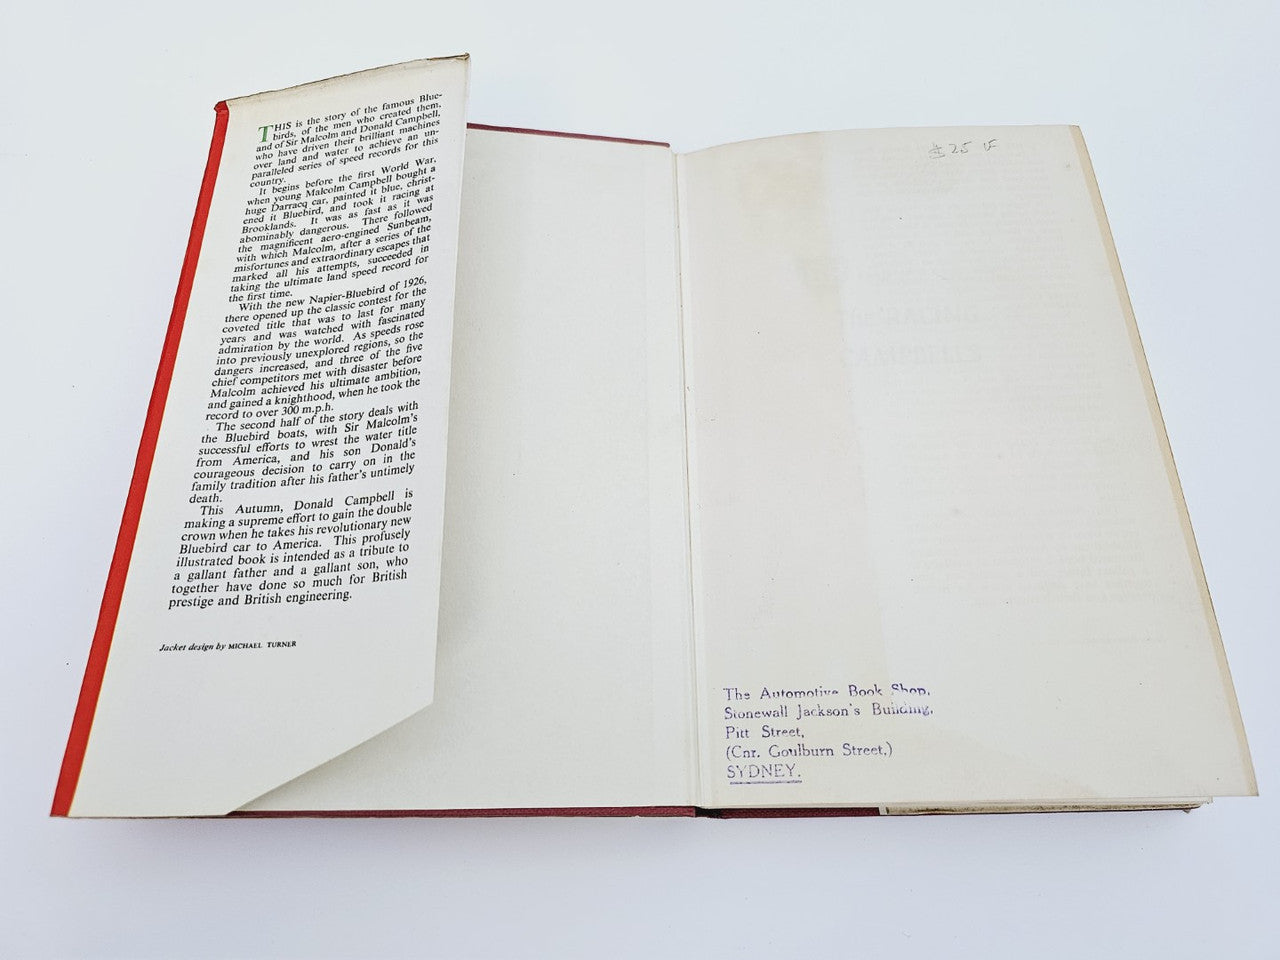 THIS is the story of the famous Blue-
birds, of the men who created them,
and of Sir Malcolm and Donald Campbell,
who have driven their brilliant machines
over land and water to achieve an un-
paralleled series of speed records for this
country.
It begins before the first World War,
when young Malcolm Campbell bought a
huge Darracq car, painted it blue, christ-
ened it Bluebird, and took it racing at
Brooklands. It was as fast as it was
abominably dangerous. There followed
the magnificent aero-engined Sunbeam,
with which Malcolm, after a series of the
misfortunes and extraordinary escapes that
marked all his attempts, succeeded in
taking the ultimate land speed record for
the first time.
With the new Napier-Bluebird of 1926,
there opened up the classic contest for the
coveted title that was to last for many
years and was watched with fascinated
admiration by the world. As speeds rose
into previously unexplored regions, so the
dangers increased, and three of the five
chief competitors met with disaster before
Malcolm achieved his ultimate ambition,
and gained a knighthood, when he took the
record to over 300 m.p.h.
The second half of the story deals with
the Bluebird boats, with Sir Malcolm's
successful efforts to wrest the water title
from America, and his son Donald's
courageous decision to carry on in the
family tradition after his father's untimely
death.
This Autumn, Donald Campbell is
making a supreme effort to gain the double
crown when he takes his revolutionary new
Bluebird car to America. This profusely
illustrated book is intended as a tribute to
a gallant father and a gallant son, who
together have done so much for British
prestige and British engineering.
Jacket design by MICHAEL TURNER
25
The Automotive Book Shop,
Stonewall Jackson's Building,
Pitt Street,
(Cnr. Goulburn Street,)
SYDNEY.